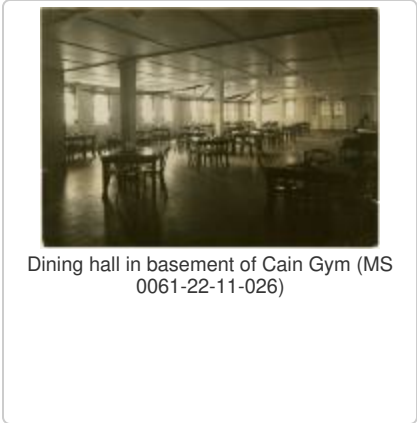 Dining hall in basement of Cain Gym (MS
0061-22-11-026)